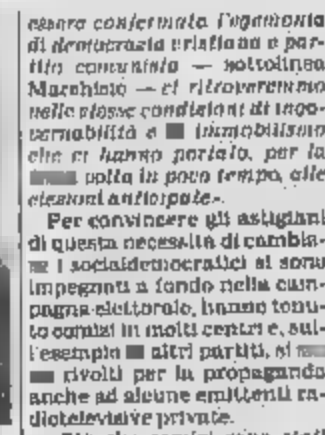 essere confermata l'egemonia
di democrazia cristiana e par-
tito comunista — sottolinea
— ci ritroveremmo
nelle stesse condizioni di ingo-
vernabilità e immobilismo
che ci hanno portato, per la
volta in poco tempo, alle
elezioni anticipate».
Per convincere gli astigiani
di questa necessità di cambia-
i socialdemocratici si sono
impegnati a fondo nella cam-
pagna elettorale, hanno tenu-
to comizi in molti centri e, sul-
l'esempio altri partiti, si
rivolti per la propaganda
anche ad alcune emittenti ra-
diotelevisive private.